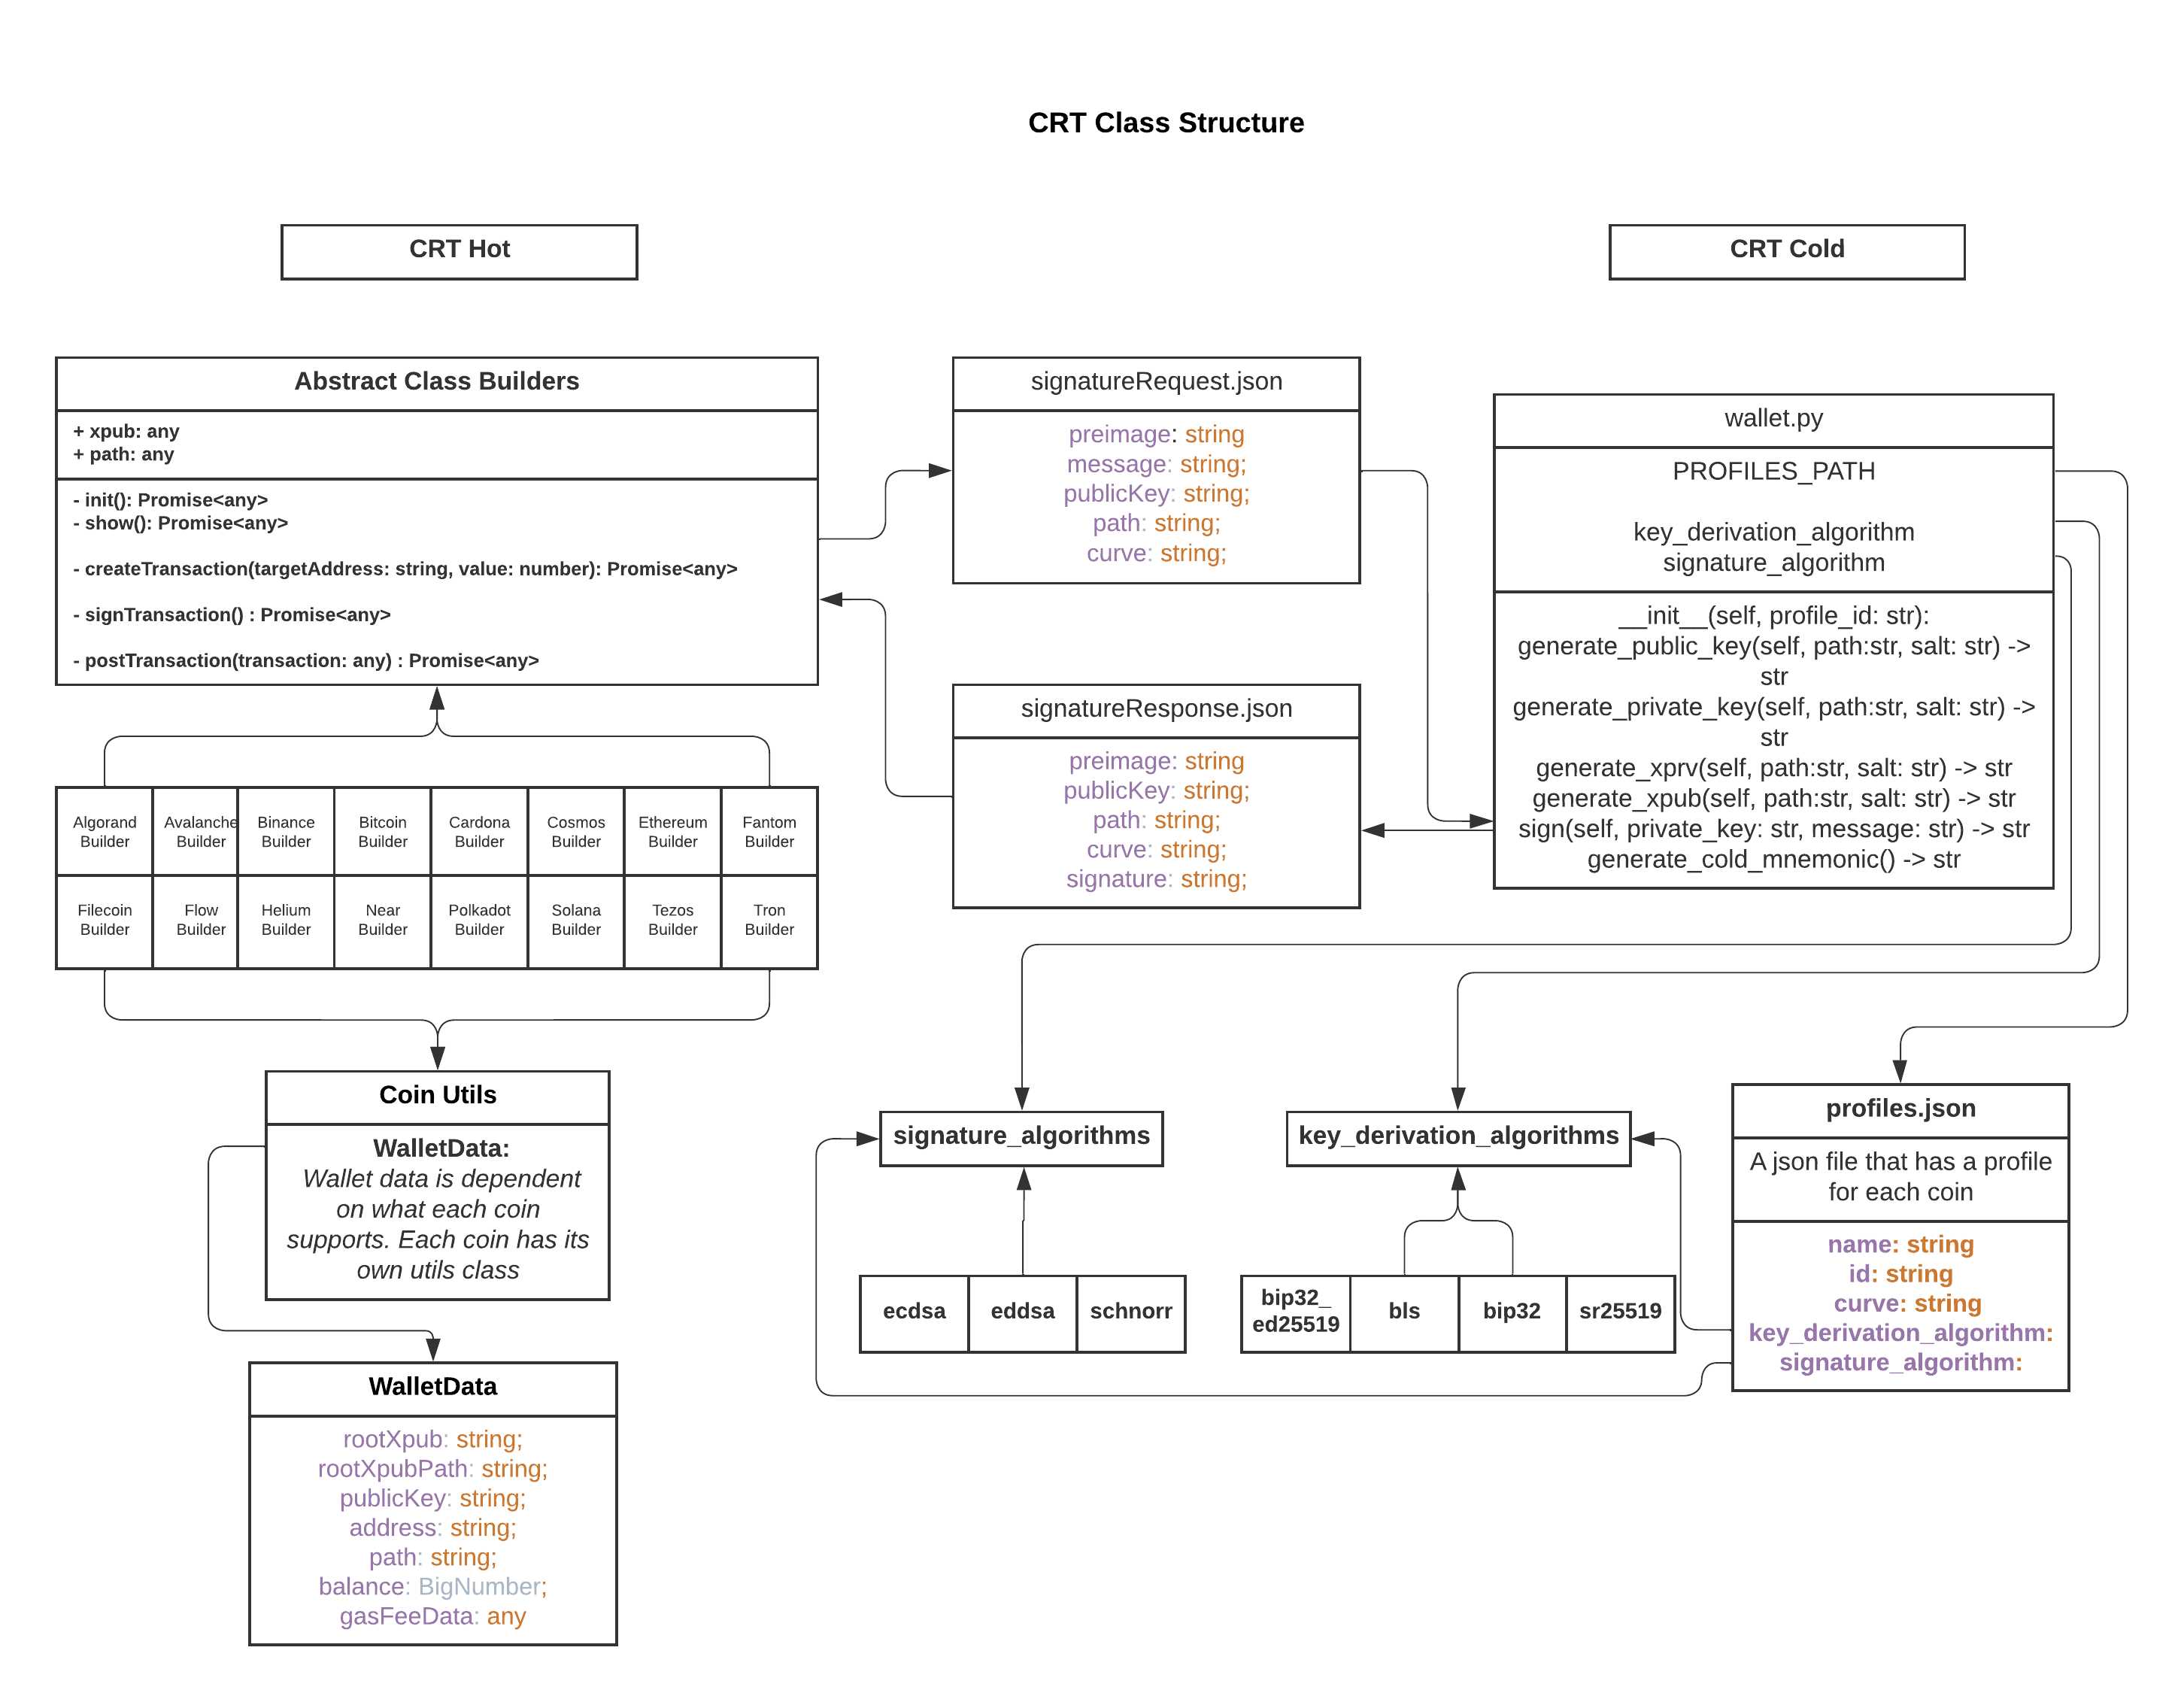 CRT Class Structure
CRT Hot
CRT Cold
Abstract Class Builders
+ xpub: any
+ path: any
- init(): Promise<any>
- show(): Promise<any>
- createTransaction(targetAddress: string, value: number): Promise<any>
- signTransaction() : Promise<any>
- postTransaction(transaction: any) : Promise<any>
signatureRequest.json
preimage: string
message: string;
publicKey: string;
path: string;
curve: string;
signatureResponse.json
preimage: string
publicKey: string;
path: string;
curve: string;
signature: string;
wallet.py
PROFILES_PATH
key_derivation_algorithm
signature_algorithm
__init__(self, profile_id: str):
generate_public_key(self, path:str, salt: str) ->
str
generate_private_key(self, path:str, salt: str) ->
str
generate_xprv(self, path:str, salt: str) -> str
generate_xpub(self, path:str, salt: str) -> str
sign(self, private_key: str, message: str) -> str
generate_cold_mnemonic() -> str
Algorand
Builder
Avalanche
Builder
Binance
Builder
Bitcoin
Builder
Cardona
Builder
Cosmos
Builder
Ethereum
Builder
Fantom
Builder
Filecoin
Builder
Flow
Builder
Helium
Builder
Near
Builder
Polkadot
Builder
Solana
Builder
Tezos
Builder
Tron
Builder
Coin Utils
WalletData:
Wallet data is dependent
on what each coin
supports. Each coin has its
own utils class
WalletData
rootXpub: string;
rootXpubPath: string;
publicKey: string;
address: string;
path: string;
balance: BigNumber;
gasFeeData: any
signature_algorithms
ecdsa
eddsa
schnorr
key_derivation_algorithms
bip32_
ed25519
bls
bip32
sr25519
profiles.json
A json file that has a profile
for each coin
name: string
id: string
curve: string
key_derivation_algorithm:
signature_algorithm: